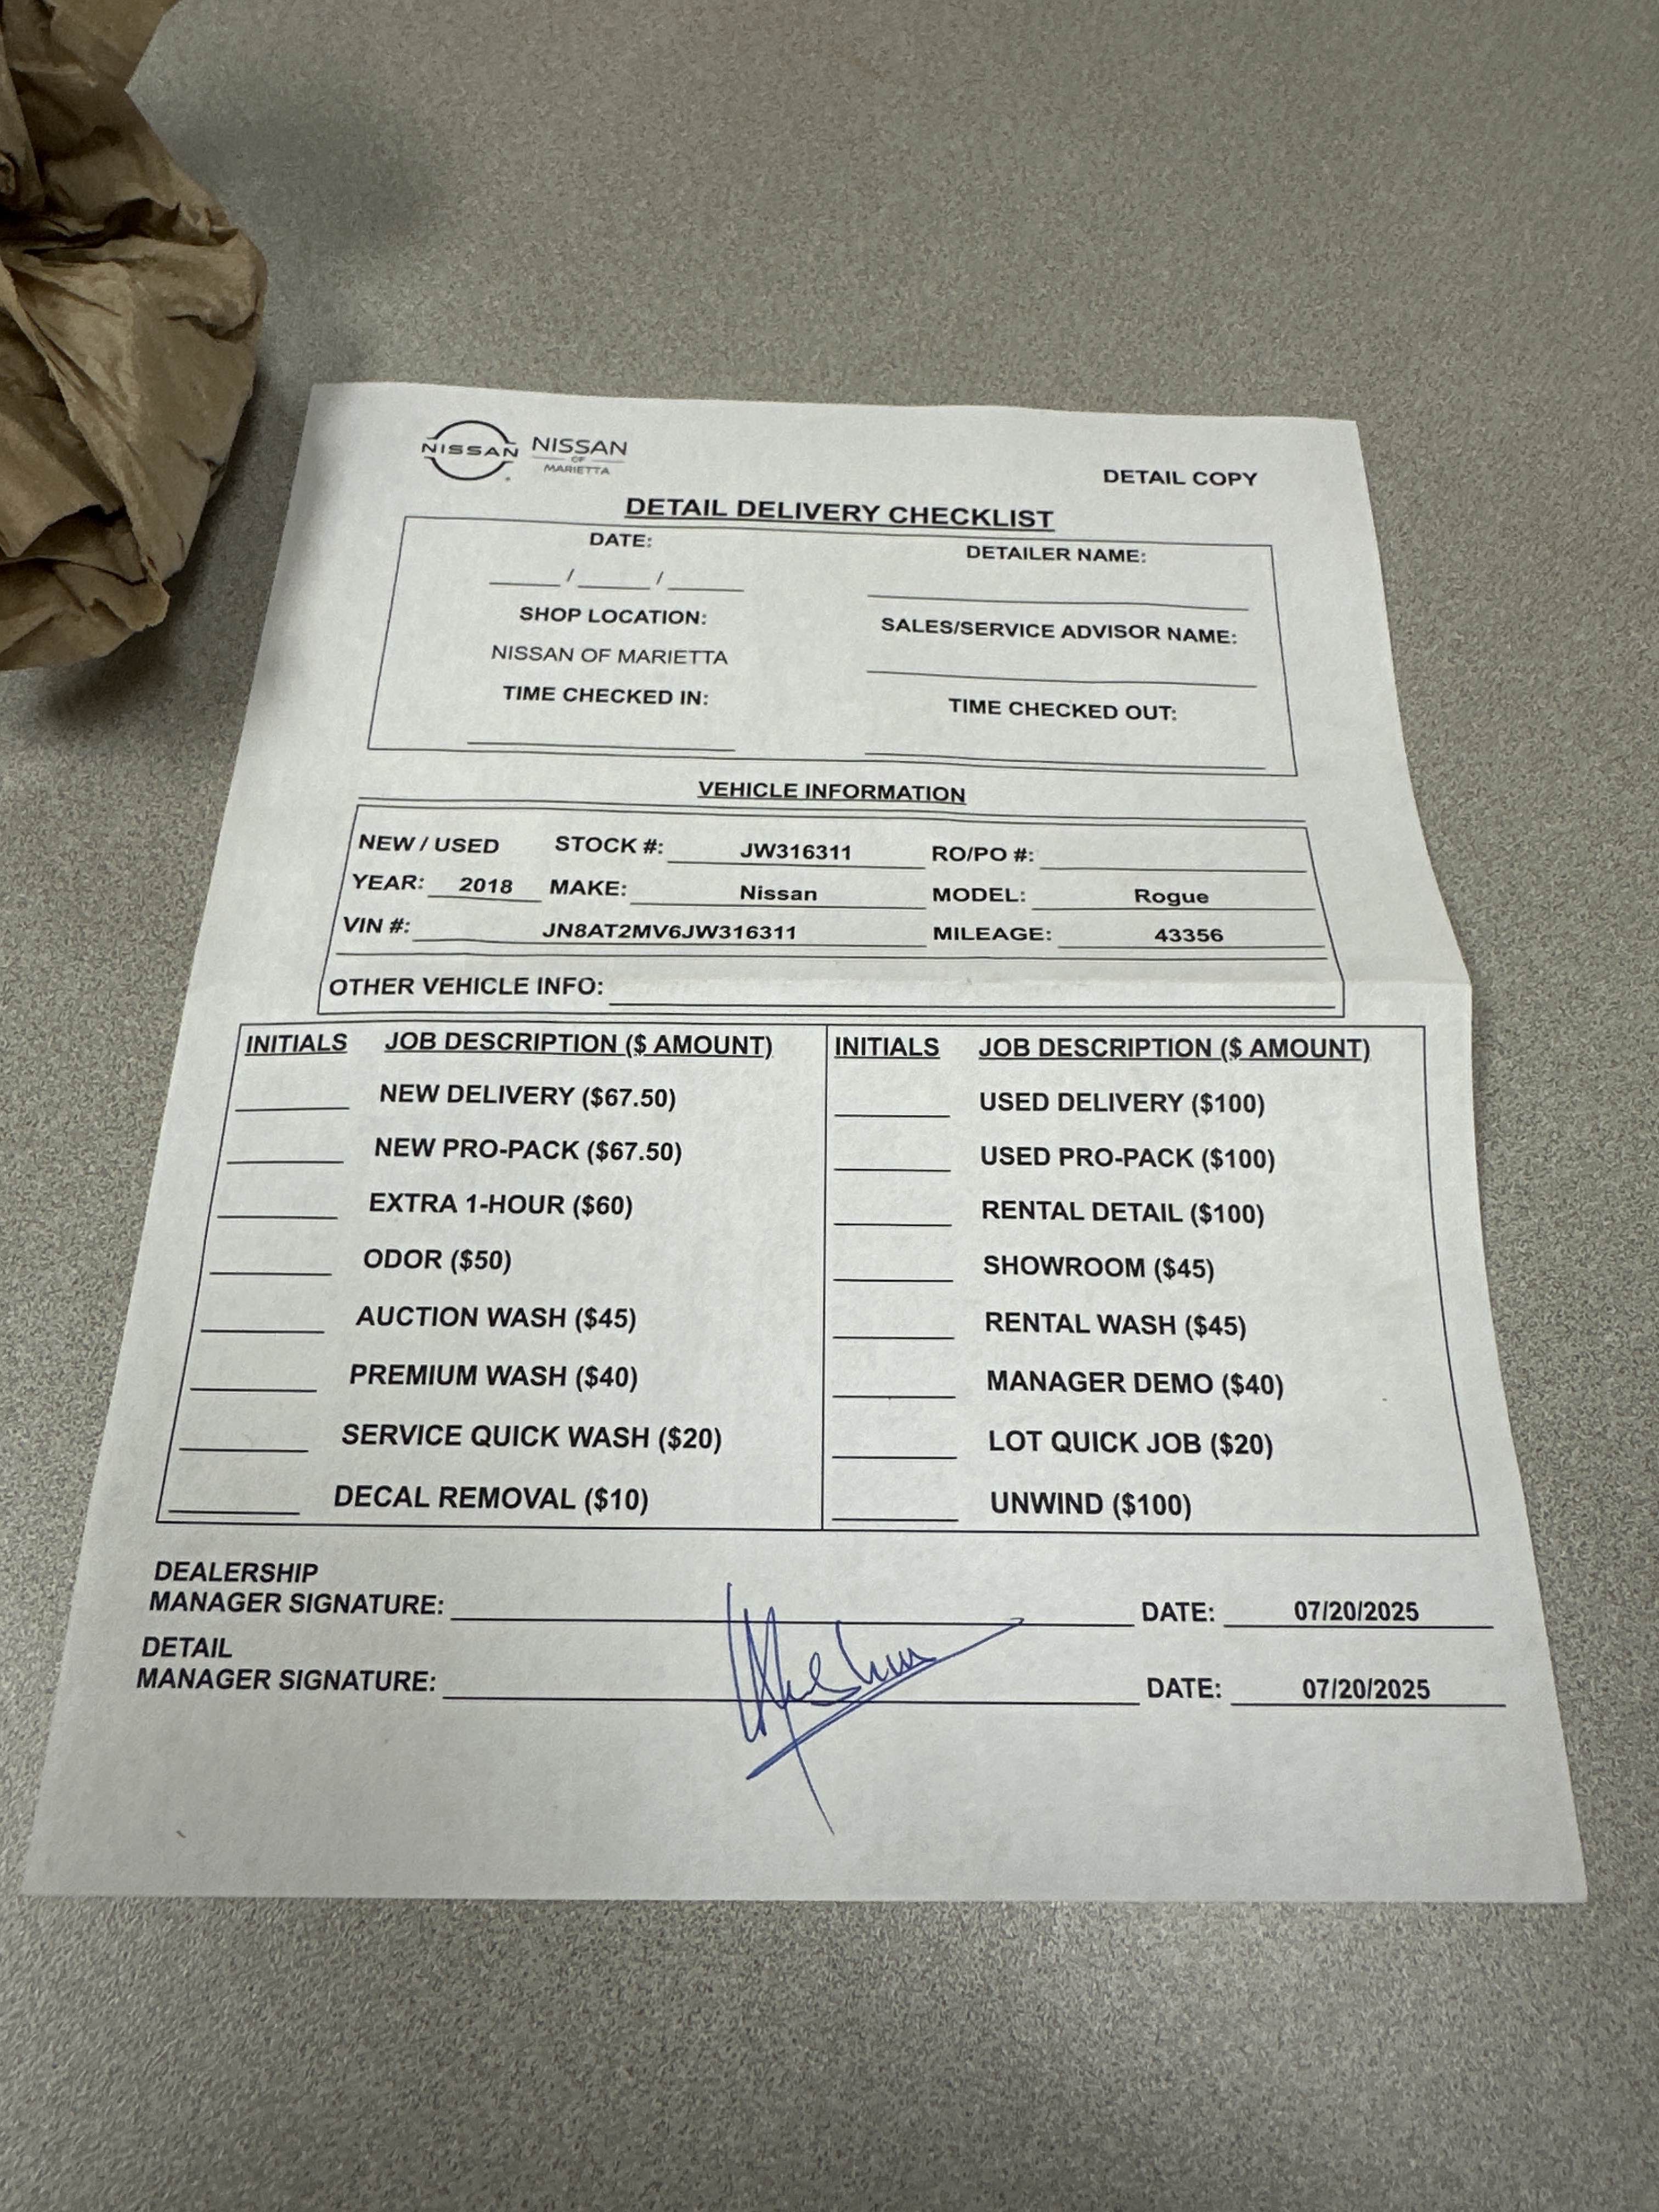 NISSAN NISSAN
OF
MARIETTA
DETAIL COPY
DETAIL DELIVERY CHECKLIST
DATE: DETAILER NAME:
____/____/____
SHOP LOCATION: SALES/SERVICE ADVISOR NAME:
NISSAN OF MARIETTA
TIME CHECKED IN: TIME CHECKED OUT:
VEHICLE INFORMATION
NEW / USED STOCK #: JW316311 RO/PO #:
YEAR: 2018 MAKE: Nissan MODEL: Rogue
VIN #: JN8AT2MV6JW316311 MILEAGE: 43356
OTHER VEHICLE INFO:
INITIALS JOB DESCRIPTION ($ AMOUNT) INITIALS JOB DESCRIPTION ($ AMOUNT)
NEW DELIVERY ($67.50) USED DELIVERY ($100)
NEW PRO-PACK ($67.50) USED PRO-PACK ($100)
EXTRA 1-HOUR ($60) RENTAL DETAIL ($100)
ODOR ($50) SHOWROOM ($45)
AUCTION WASH ($45) RENTAL WASH ($45)
PREMIUM WASH ($40) MANAGER DEMO ($40)
SERVICE QUICK WASH ($20) LOT QUICK JOB ($20)
DECAL REMOVAL ($10) UNWIND ($100)
DEALERSHIP
MANAGER SIGNATURE: DATE: 07/20/2025
DETAIL
MANAGER SIGNATURE: DATE: 07/20/2025